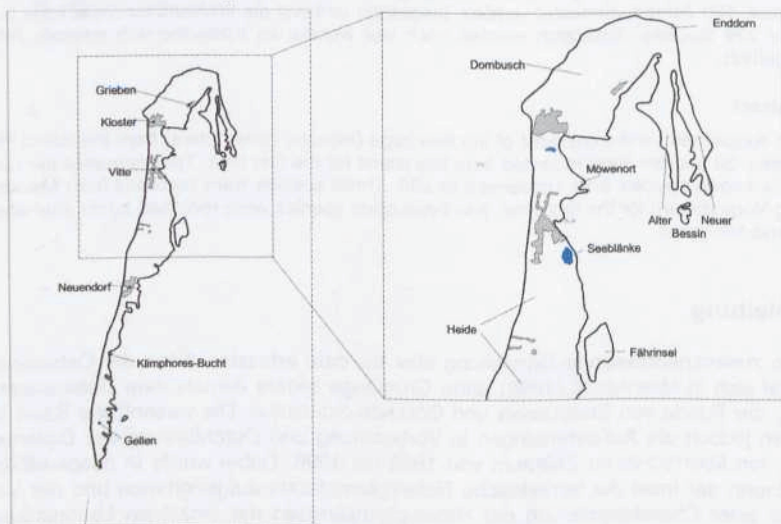 Grieben
Kloster
Vitte
Neuendorf
Klimphores-Bucht
Gellen
Enddorn
Dornbusch
Möwenort
Alter Neuer
Bessin
Seeblänke
Heide
Fährinsel